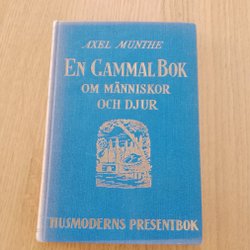 AXEL MUNTHE
EN GAMMAL BOK
OM MÄNNISKOR
OCH DJUR
HUSMODERNS PRESENTBOK